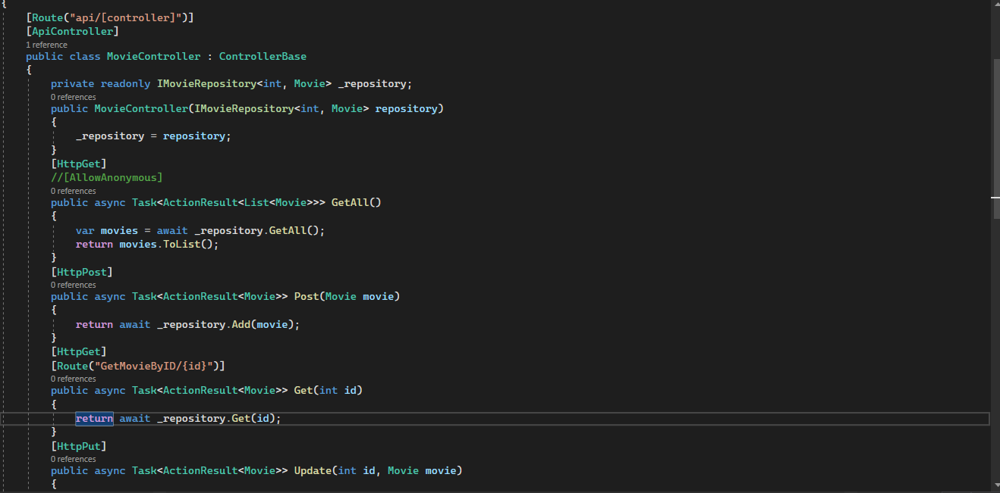 {
[Route("api/[controller]")]
[ApiController]
1 reference
public class MovieController : ControllerBase
{
private readonly IMovieRepository<int, Movie> _repository;
0 references
public MovieController(IMovieRepository<int, Movie> repository)
{
_repository = repository;
}
[HttpGet]
//[AllowAnonymous]
0 references
public async Task<ActionResult<List<Movie>>> GetAll()
{
var movies = await _repository.GetAll();
return movies.ToList();
}
[HttpPost]
0 references
public async Task<ActionResult<Movie>> Post(Movie movie)
{
return await _repository.Add(movie);
}
[HttpGet]
[Route("GetMovieByID/{id}")]
0 references
public async Task<ActionResult<Movie>> Get(int id)
{
return await _repository.Get(id);
}
[HttpPut]
0 references
public async Task<ActionResult<Movie>> Update(int id, Movie movie)
{